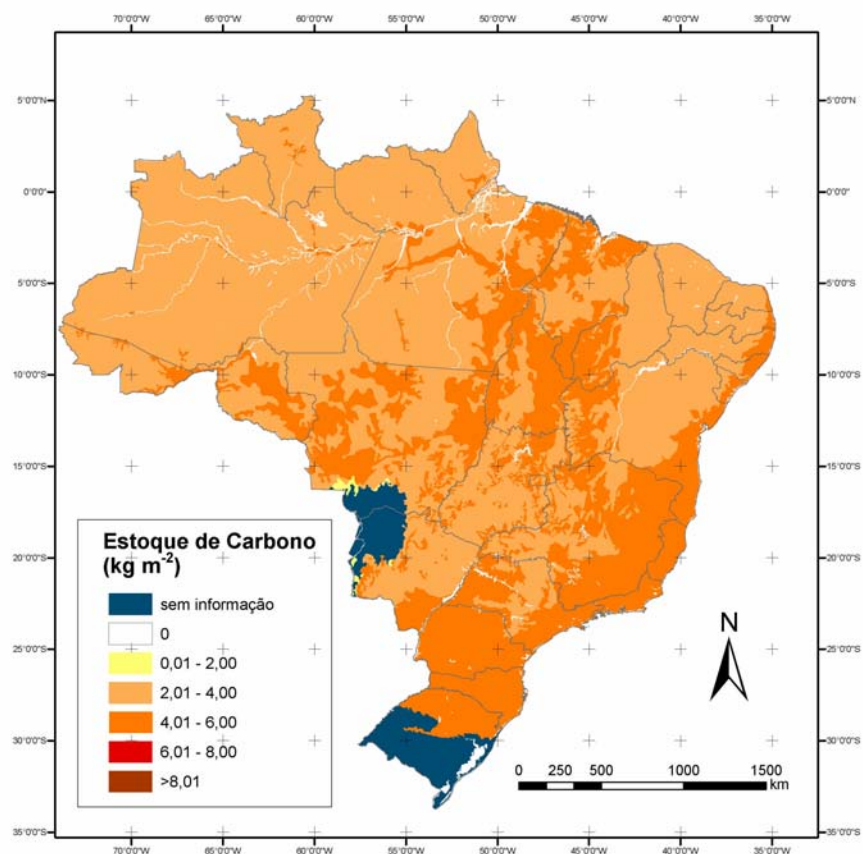 70°0'0"W 60°0'0"W 65°0'0"W 55°0'0"W 50°0'0"W 45°0'0"W 40°0'0"W 35°0'0"W
5°0'0"N 5°0'0"N
0°0'0" 0°0'0"
5°0'0"S 5°0'0"S
10°0'0"S 10°0'0"S
15°0'0"S 15°0'0"S
20°0'0"S 20°0'0"S
25°0'0"S 25°0'0"S
30°0'0"S 30°0'0"S
35°0'0"S 35°0'0"S
Estoque de Carbono
(kg m⁻²)
sem informação
0
0,01 - 2,00
2,01 - 4,00
4,01 - 6,00
6,01 - 8,00
>8,01
N
0 250 500 1000 1500
km
70°0'0"W 65°0'0"W 60°0'0"W 55°0'0"W 50°0'0"W 45°0'0"W 40°0'0"W 35°0'0"W